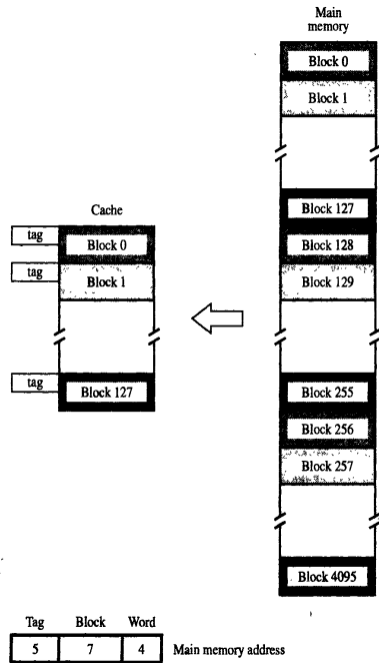 Main
memory
Block 0
Block 1
Block 127
Block 128
Block 129
Block 255
Block 256
Block 257
Block 4095
Cache
tag
Block 0
tag
Block 1
tag
Block 127
Tag Block Word
5 7 4 Main memory address